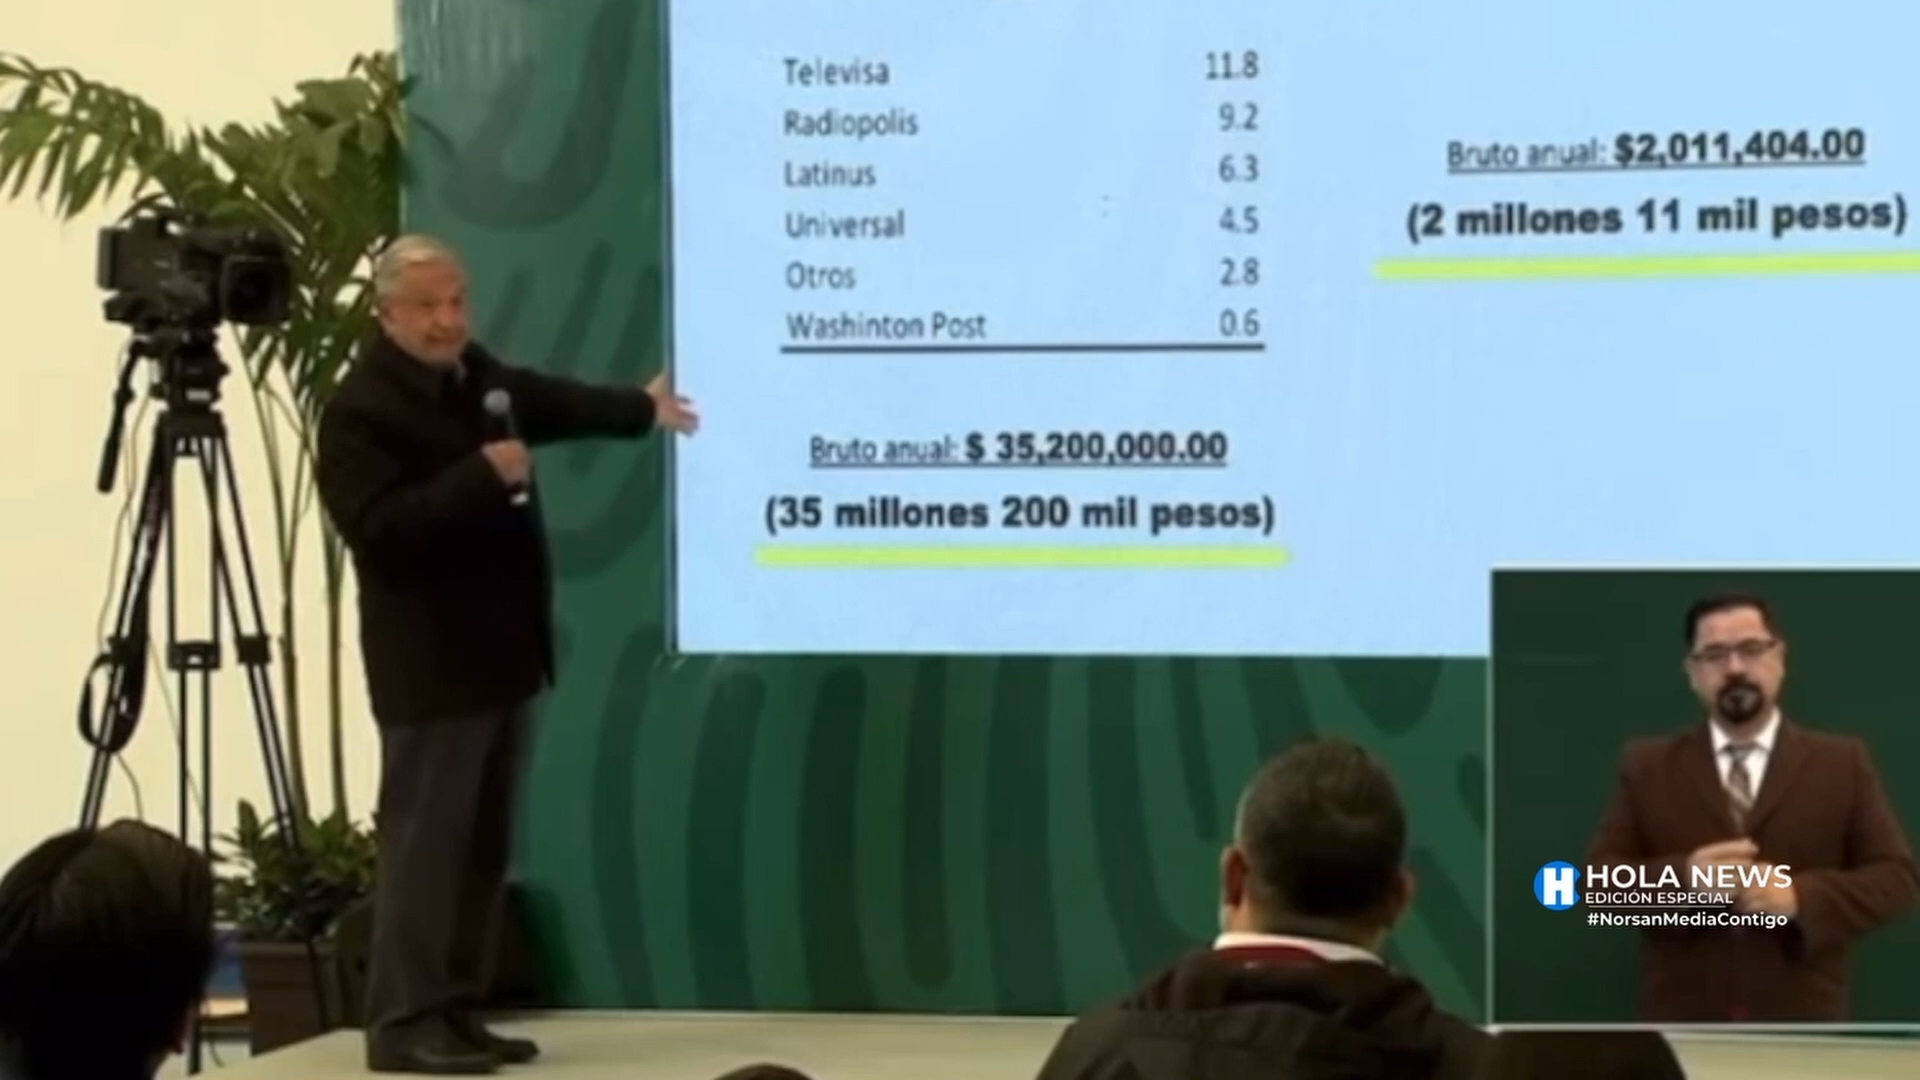 Televisa 11.8
Radiopolis 9.2
Latinus 6.3
Universal 4.5
Otros 2.8
Washinton Post 0.6
Bruto anual: $ 35,200,000.00
(35 millones 200 mil pesos)
Bruto anual: $2,011,404.00
(2 millones 11 mil pesos)
H HOLA NEWS
EDICIÓN ESPECIAL
#NorsanMediaContigo